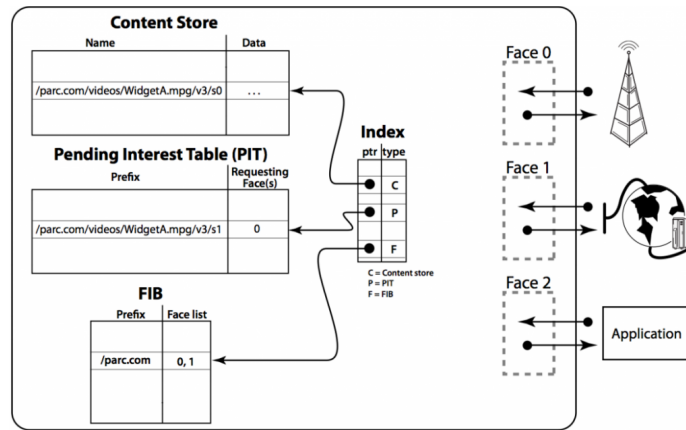 Content Store
Name Data
/parc.com/videos/WidgetA.mpg/v3/s0 ...
Pending Interest Table (PIT)
Prefix Requesting Face(s)
/parc.com/videos/WidgetA.mpg/v3/s1 0
FIB
Prefix Face list
/parc.com 0, 1
Index
ptr type
C
P
F
C = Content store
P = PIT
F = FIB
Face 0
Face 1
Face 2
Application